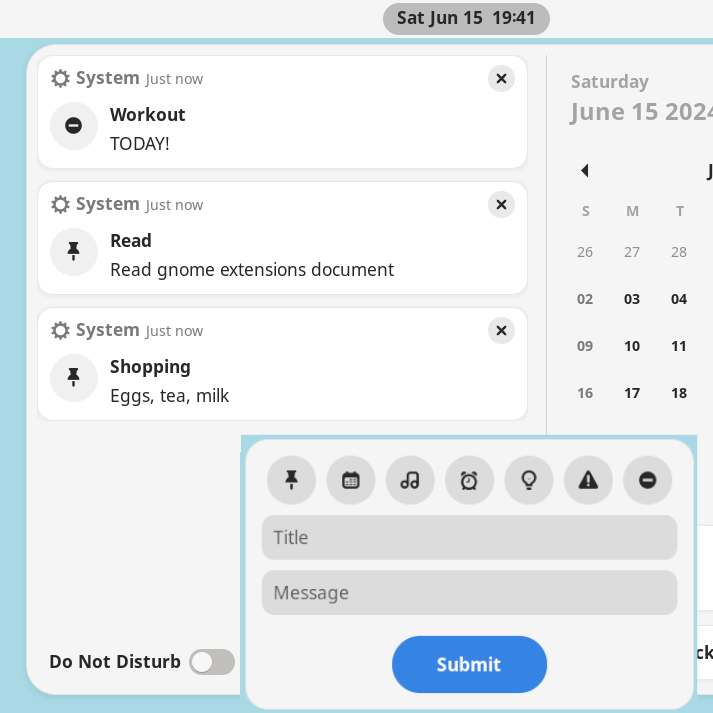 Sat Jun 15 19:41
System Just now
Workout
TODAY!
System Just now
Read
Read gnome extensions document
System Just now
Shopping
Eggs, tea, milk
Do Not Disturb
Saturday
June 15 2024
S M T
26 27 28
02 03 04
09 10 11
16 17 18
Title
Message
Submit